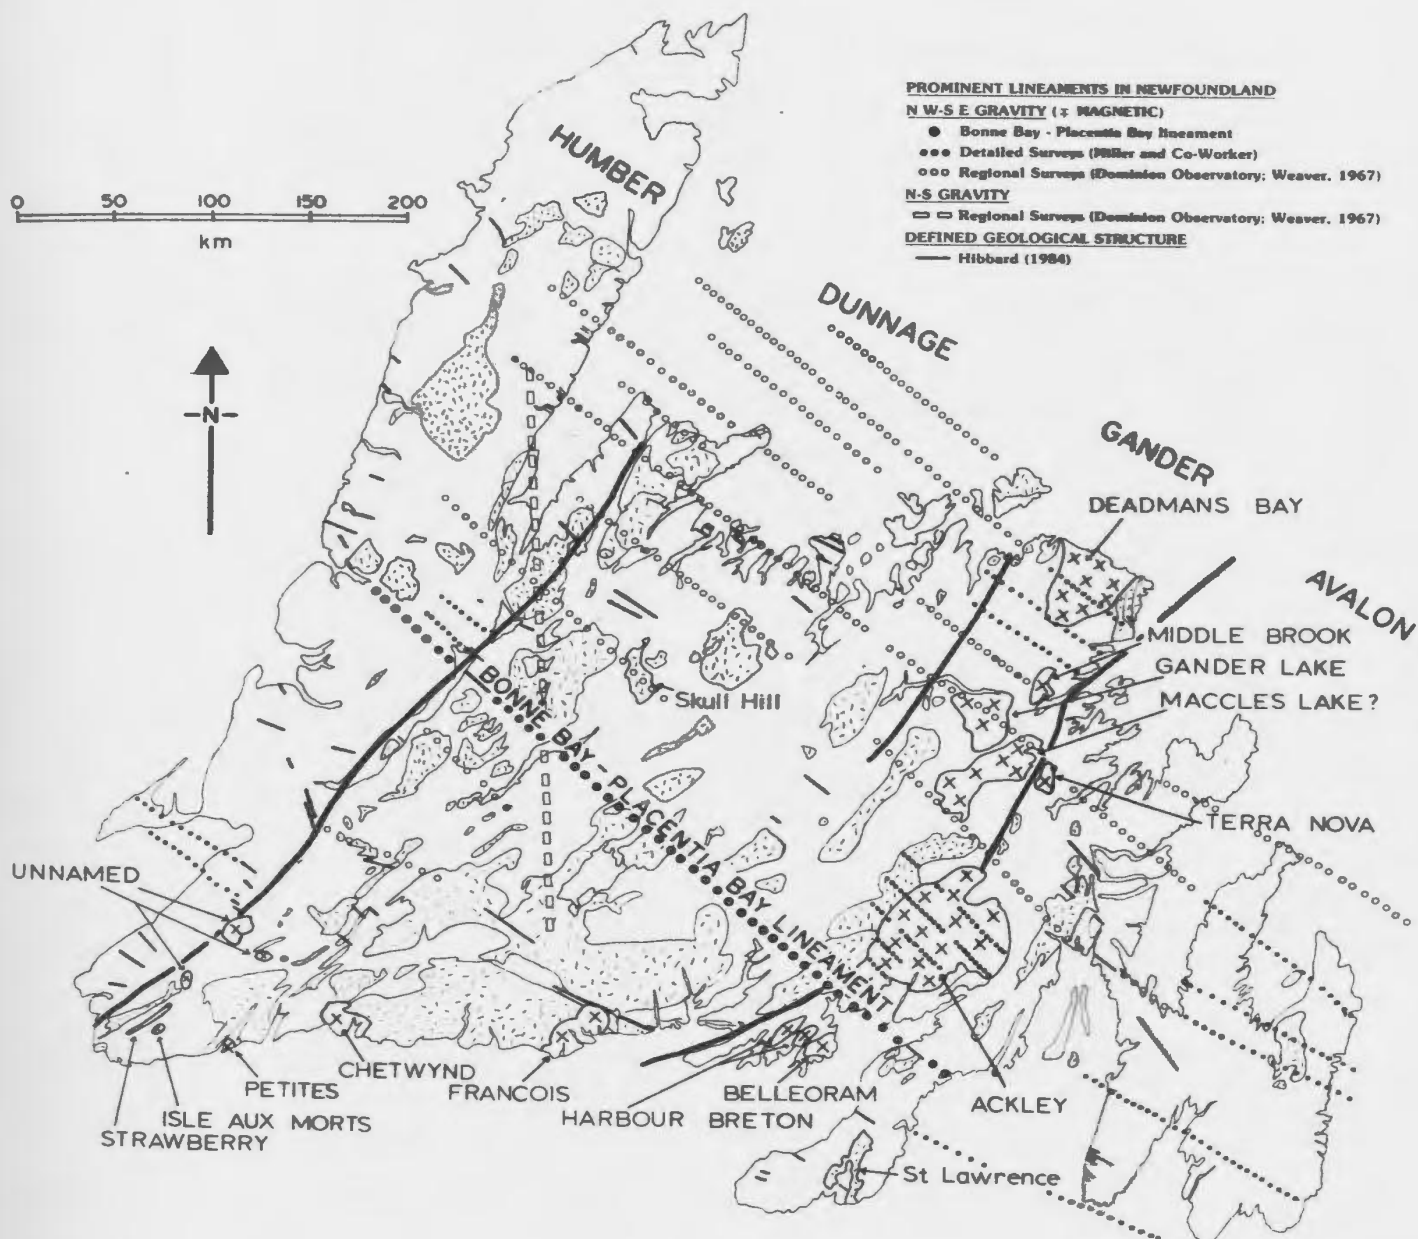 PROMINENT LINEAMENTS IN NEWFOUNDLAND
N W-S E GRAVITY (± MAGNETIC)
Bonne Bay - Placentia Bay lineament
Detailed Surveys (Miller and Co-Worker)
Regional Surveys (Dominion Observatory; Weaver, 1967)
N-S GRAVITY
Regional Surveys (Dominion Observatory; Weaver, 1967)
DEFINED GEOLOGICAL STRUCTURE
Hibbard (1984)
0 50 100 150 200
km
HUMBER
DUNNAGE
-N-
GANDER
DEADMANS BAY
AVALON
MIDDLE BROOK
GANDER LAKE
MACCLES LAKE?
Skull Hill
BONNE BAY - PLACENTIA BAY LINEAMENT
TERRA NOVA
UNNAMED
CHETWYND
PETITES
FRANCOIS
BELLEORAM
ACKLEY
ISLE AUX MORTS
HARBOUR BRETON
STRAWBERRY
St Lawrence